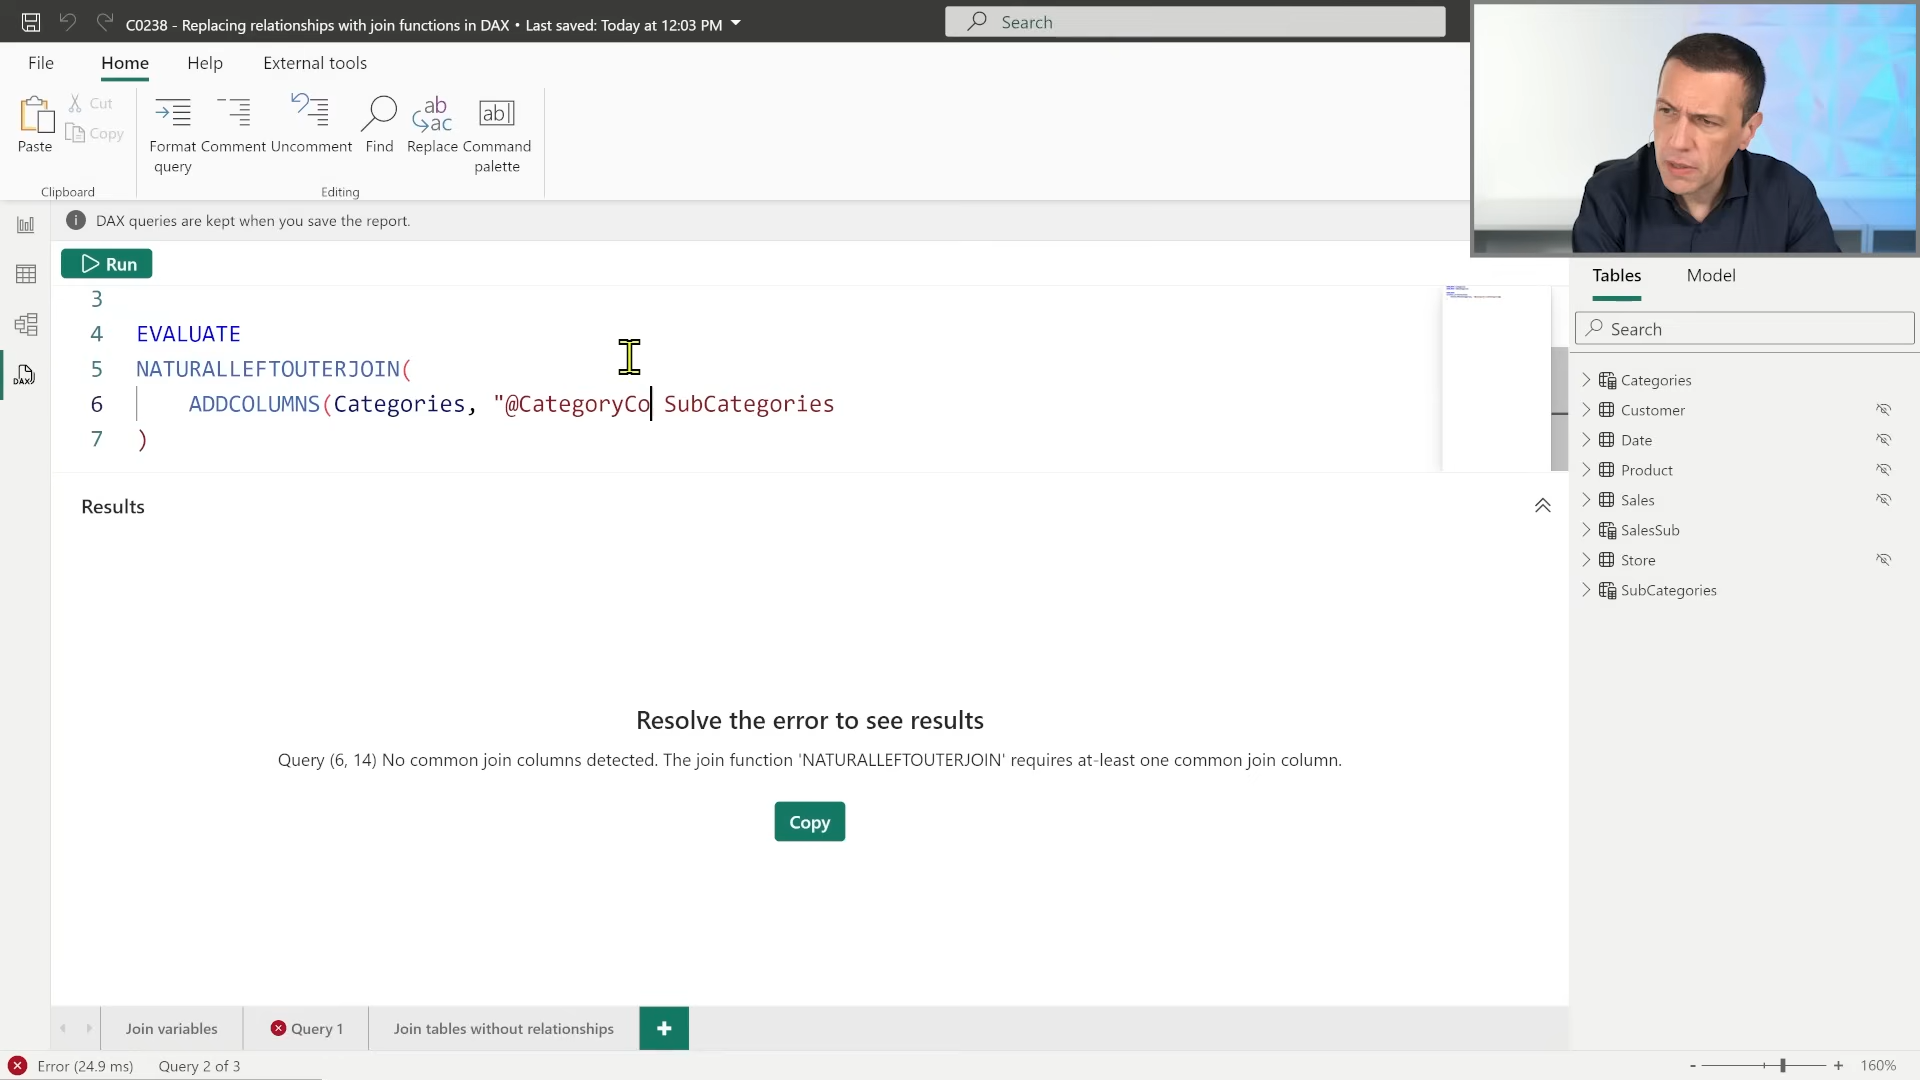 C0238 - Replacing relationships with join functions in DAX • Last saved: Today at 12:03 PM
Search
File
Home
Help
External tools
Paste
Cut
Copy
Format query
Comment
Uncomment
Find
Replace
Command palette
Clipboard
Editing
DAX queries are kept when you save the report.
Run
3
4 EVALUATE
5 NATURALLEFTOUTERJOIN(
6 ADDCOLUMNS(Categories, "@CategoryCo SubCategories
7 )
Results
Resolve the error to see results
Query (6, 14) No common join columns detected. The join function 'NATURALLEFTOUTERJOIN' requires at-least one common join column.
Copy
Tables
Model
Search
Categories
Customer
Date
Product
Sales
SalesSub
Store
SubCategories
Join variables
Query 1
Join tables without relationships
+
Error (24.9 ms)
Query 2 of 3
- + 160%